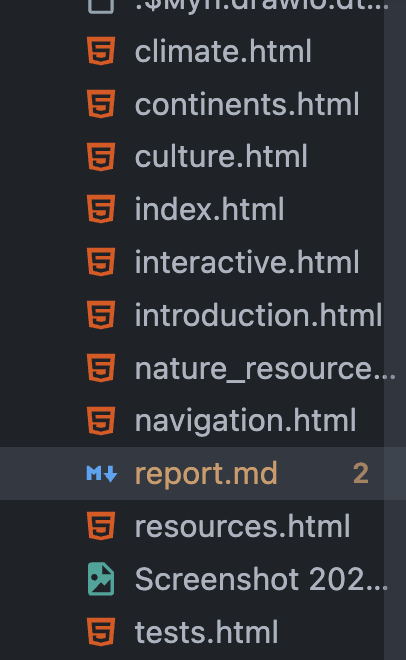 climate.html
continents.html
culture.html
index.html
interactive.html
introduction.html
nature_resource...
navigation.html
report.md 2
resources.html
Screenshot 202...
tests.html